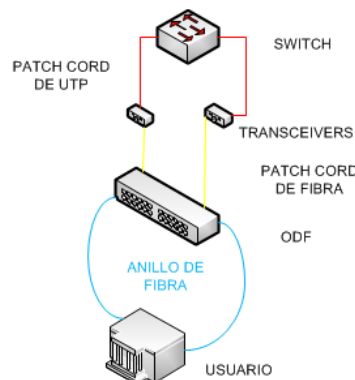 SWITCH
PATCH CORD
DE UTP
TRANSCEIVERS
PATCH CORD
DE FIBRA
ODF
ANILLO DE
FIBRA
USUARIO